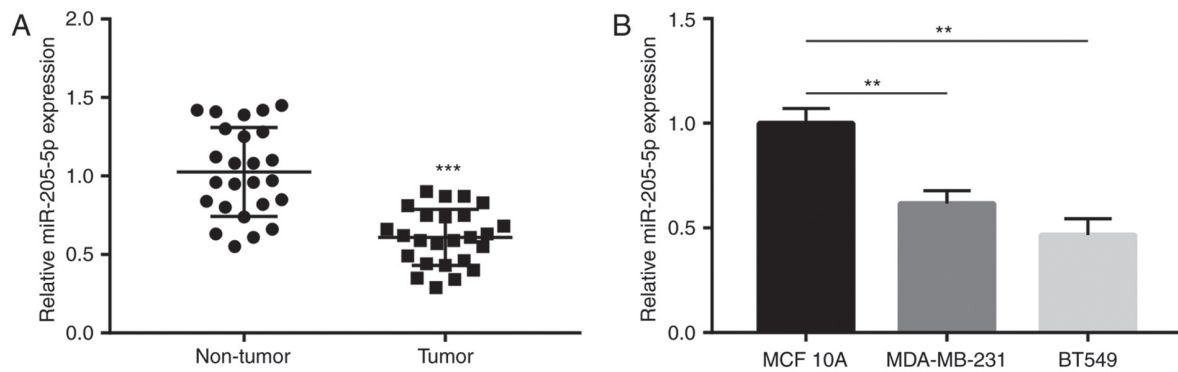 A
Relative miR-205-5p expression
2.0
1.5
1.0
0.5
0.0
***
Non-tumor
Tumor
B
Relative miR-205-5p expression
1.5
1.0
0.5
0.0
**
**
MCF 10A
MDA-MB-231
BT549